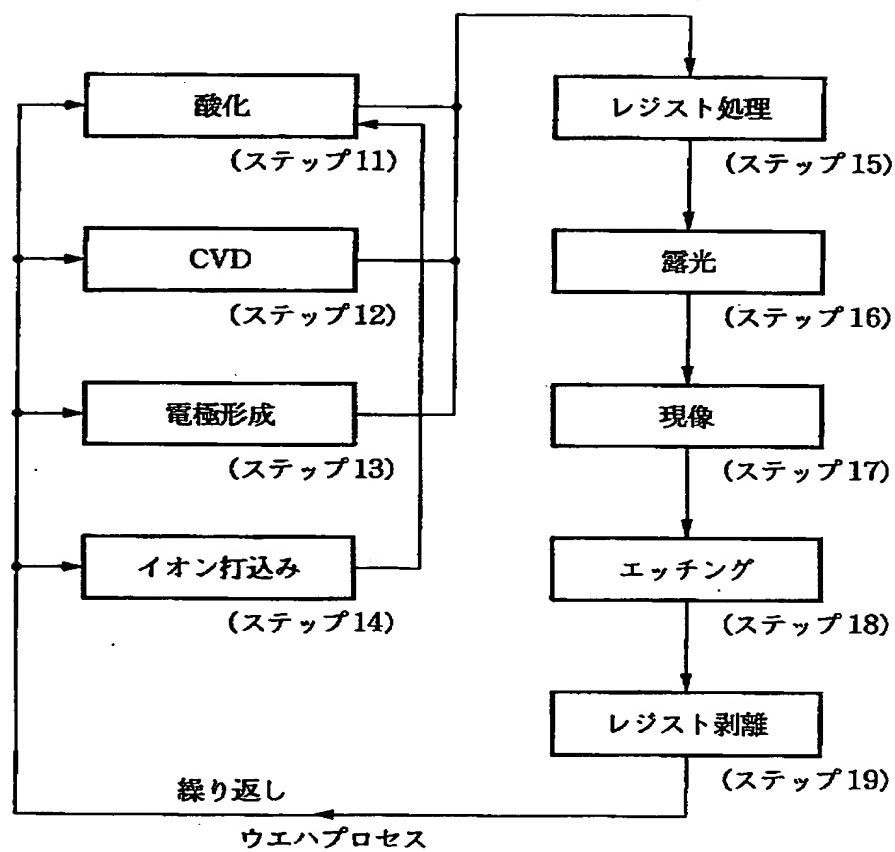 酸化
(ステップ11)
CVD
(ステップ12)
電極形成
(ステップ13)
イオン打込み
(ステップ14)
レジスト処理
(ステップ15)
露光
(ステップ16)
現像
(ステップ17)
エッチング
(ステップ18)
レジスト剥離
(ステップ19)
繰り返し
ウエハプロセス